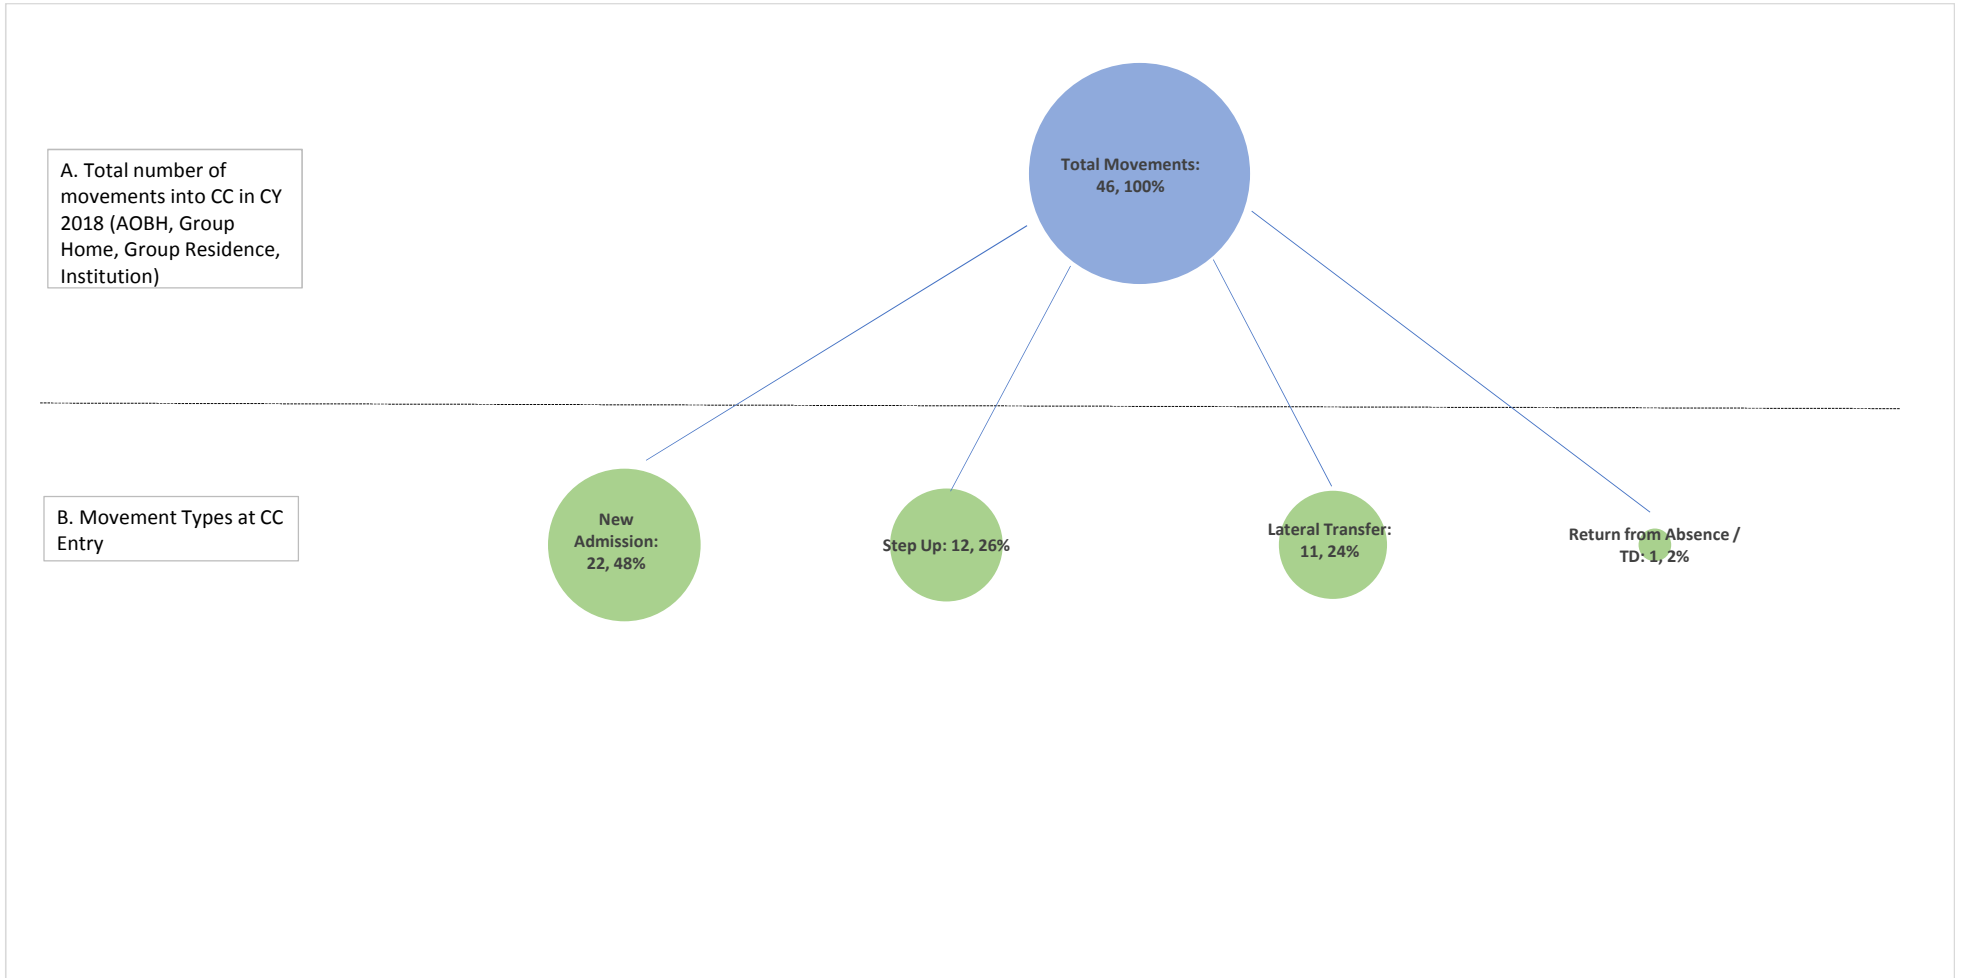 Total Movements:
46, 100%
A. Total number of
movements into CC in CY
2018 (AOBH, Group
Home, Group Residence,
Institution)
B. Movement Types at CC
Entry
New
Admission:
22, 48%
Step Up: 12, 26%
Lateral Transfer:
11, 24%
Return from Absence /
TD: 1, 2%